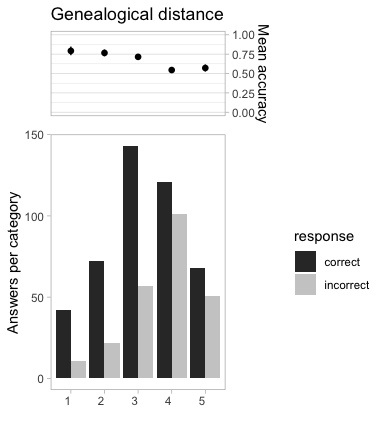 Genealogical distance
1.00
0.75
0.50
0.25
0.00
Mean accuracy
150
100
50
0
Answers per category
1 2 3 4 5
response
correct
incorrect